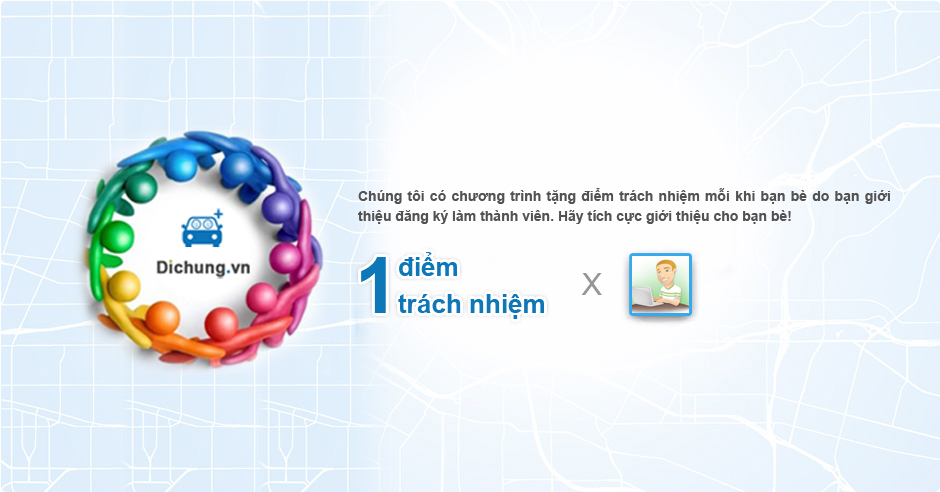 Dichung.vn
Chúng tôi có chương trình tặng điểm trách nhiệm mỗi khi bạn bè do bạn giới
thiệu đăng ký làm thành viên. Hãy tích cực giới thiệu cho bạn bè!
1 điểm
trách nhiệm
X